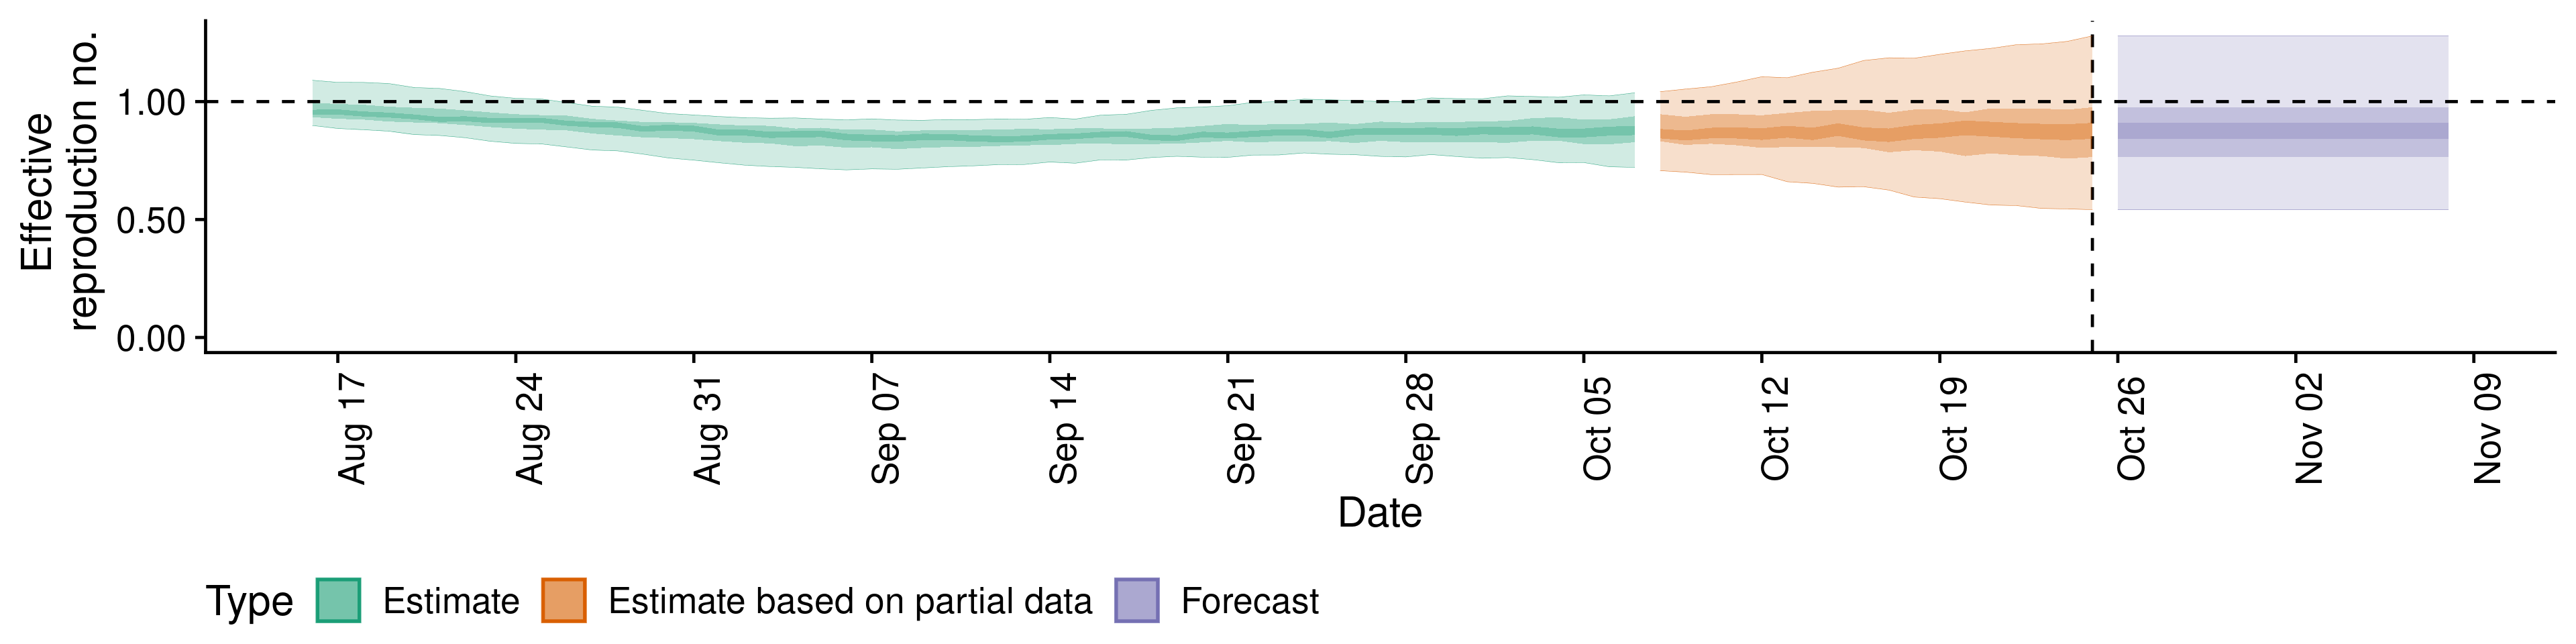 Effective
reproduction no.
1.00
0.50
0.00
Aug 17
Aug 24
Aug 31
Sep 07
Sep 14
Sep 21
Sep 28
Oct 05
Oct 12
Oct 19
Oct 26
Nov 02
Nov 09
Date
Type Estimate Estimate based on partial data Forecast